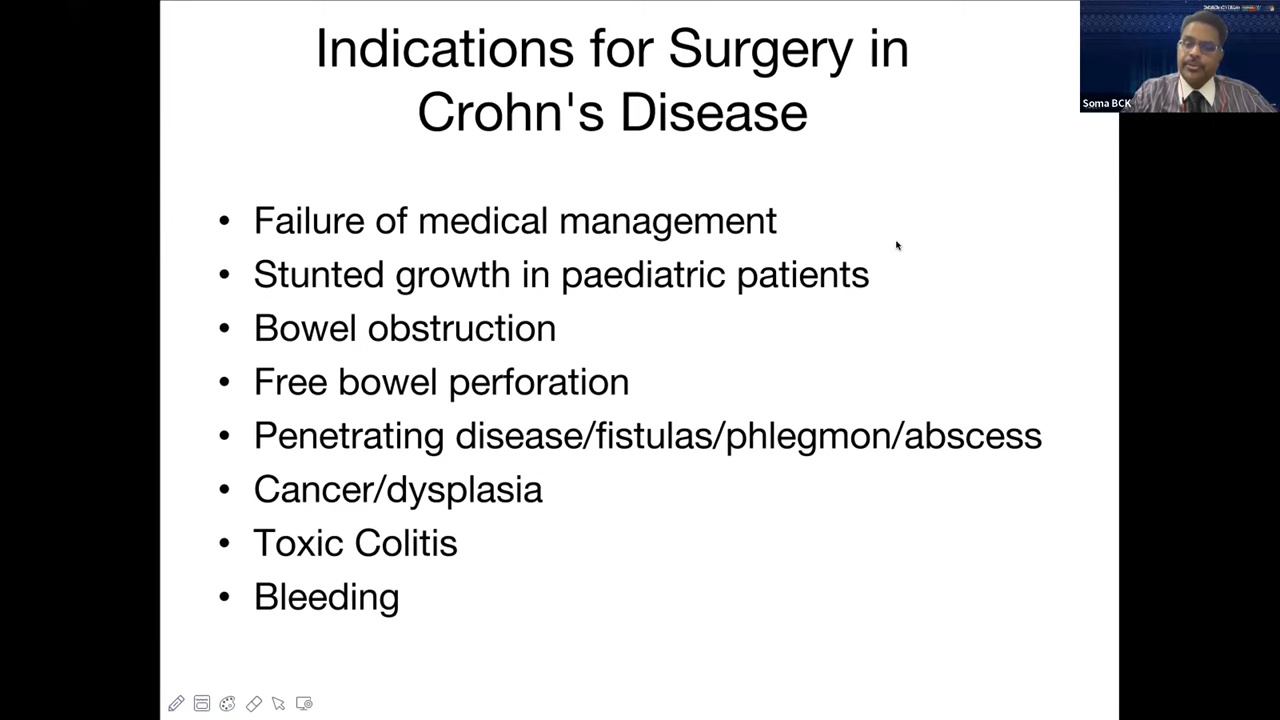 Indications for Surgery in
Crohn's Disease
Soma BCK
• Failure of medical management
• Stunted growth in paediatric patients
• Bowel obstruction
• Free bowel perforation
• Penetrating disease/fistulas/phlegmon/abscess
• Cancer/dysplasia
• Toxic Colitis
• Bleeding